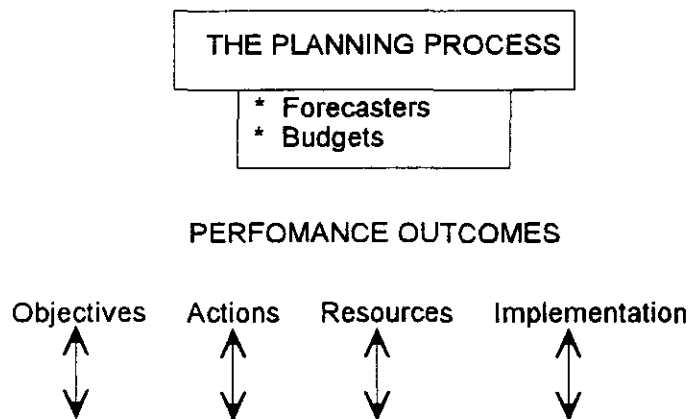 THE PLANNING PROCESS
* Forecasters
* Budgets
PERFOMANCE OUTCOMES
Objectives Actions Resources Implementation